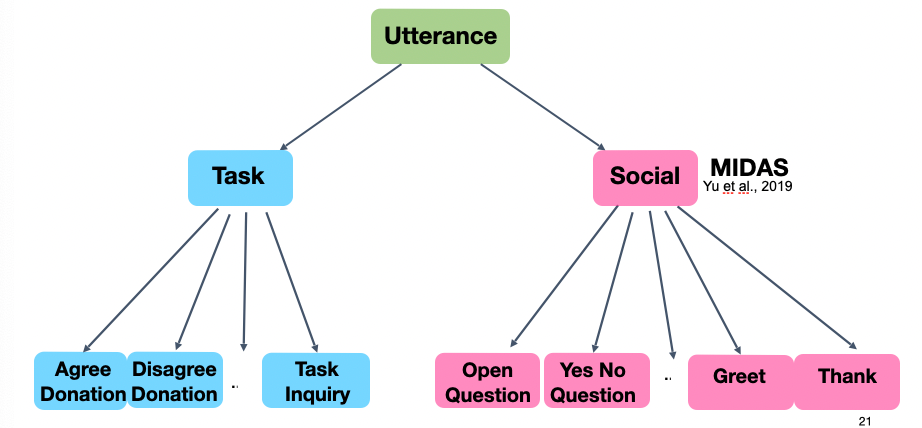 Utterance
Task
Social
MIDAS
Yu et al., 2019
Agree
Donation
Disagree
Donation
..
Task
Inquiry
Open
Question
Yes No
Question
..
Greet
Thank
21